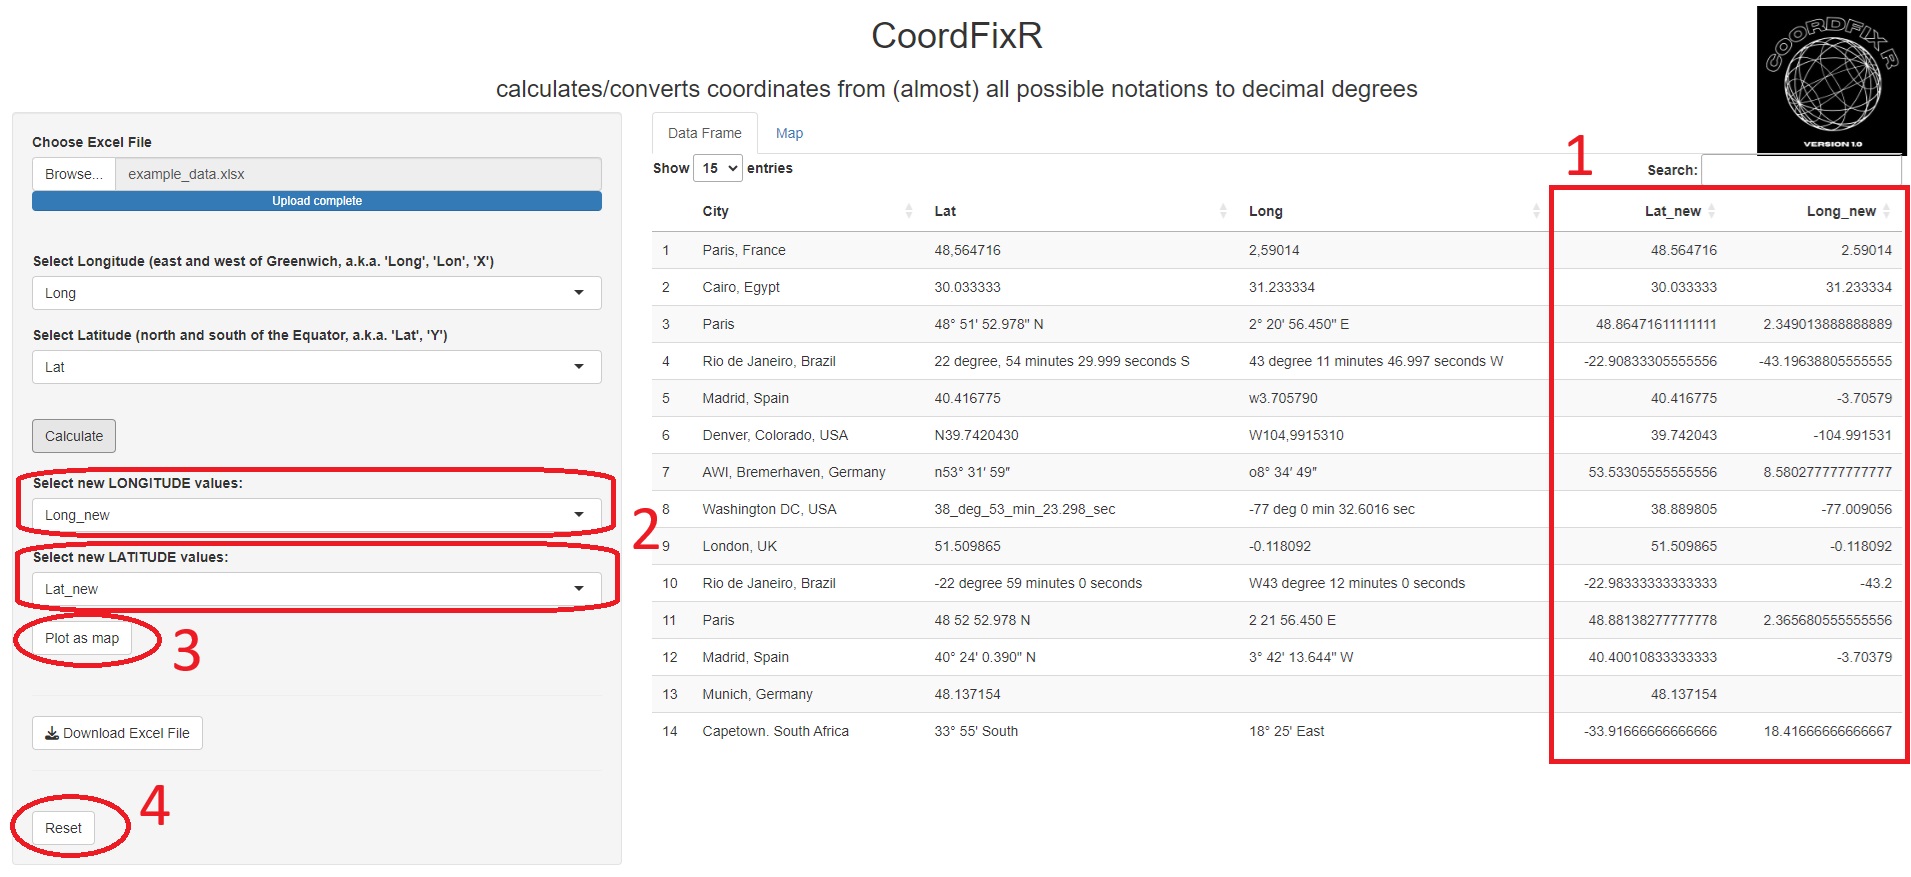 CoordFixR
calculates/converts coordinates from (almost) all possible notations to decimal degrees
COORDFIX R
VERSION 1.0
Choose Excel File
Browse... example_data.xlsx
Upload complete
Select Longitude (east and west of Greenwich, a.k.a. 'Long', 'Lon', 'X')
Long
Select Latitude (north and south of the Equator, a.k.a. 'Lat', 'Y')
Lat
Calculate
Select new LONGITUDE values:
Long_new
2
Select new LATITUDE values:
Lat_new
Plot as map
3
Download Excel File
Reset
4
Data Frame Map
1
Show 15 entries Search:
City Lat Long Lat_new Long_new
1 Paris, France 48,564716 2,59014 48.564716 2.59014
2 Cairo, Egypt 30.033333 31.233334 30.033333 31.233334
3 Paris 48° 51' 52.978" N 2° 20' 56.450" E 48.86471611111111 2.349013888888889
4 Rio de Janeiro, Brazil 22 degree, 54 minutes 29.999 seconds S 43 degree 11 minutes 46.997 seconds W -22.90833305555556 -43.19638805555555
5 Madrid, Spain 40.416775 w3.705790 40.416775 -3.70579
6 Denver, Colorado, USA N39.7420430 W104,9915310 39.742043 -104.991531
7 AWI, Bremerhaven, Germany n53° 31′ 59″ o8° 34′ 49″ 53.53305555555556 8.580277777777777
8 Washington DC, USA 38_deg_53_min_23.298_sec -77 deg 0 min 32.6016 sec 38.889805 -77.009056
9 London, UK 51.509865 -0.118092 51.509865 -0.118092
10 Rio de Janeiro, Brazil -22 degree 59 minutes 0 seconds W43 degree 12 minutes 0 seconds -22.98333333333333 -43.2
11 Paris 48 52 52.978 N 2 21 56.450 E 48.88138277777778 2.365680555555556
12 Madrid, Spain 40° 24' 0.390" N 3° 42' 13.644" W 40.40010833333333 -3.70379
13 Munich, Germany 48.137154 48.137154
14 Capetown. South Africa 33° 55' South 18° 25' East -33.91666666666666 18.41666666666667